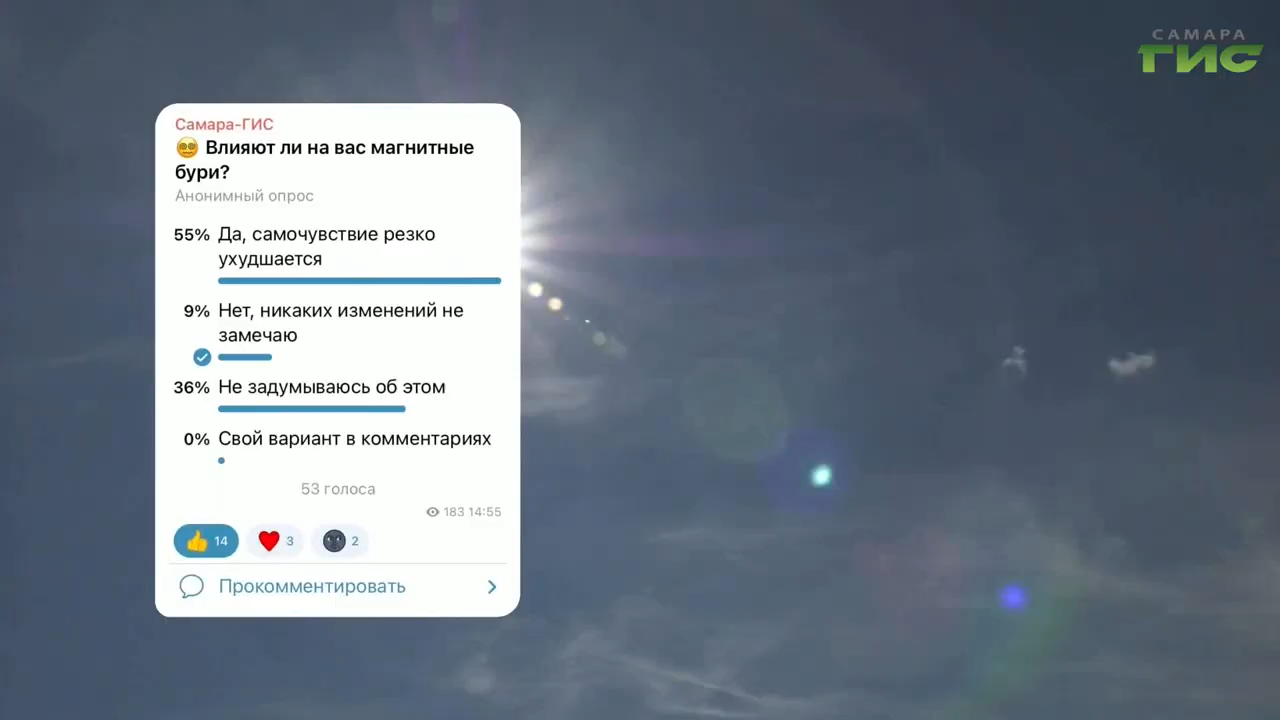 САМАРА
ГИС
Самара-ГИС
Влияют ли на вас магнитные
бури?
Анонимный опрос
55% Да, самочувствие резко
ухудшается
9% Нет, никаких изменений не
замечаю
36% Не задумываюсь об этом
0% Свой вариант в комментариях
53 голоса
183 14:55
14 3 2
Прокомментировать